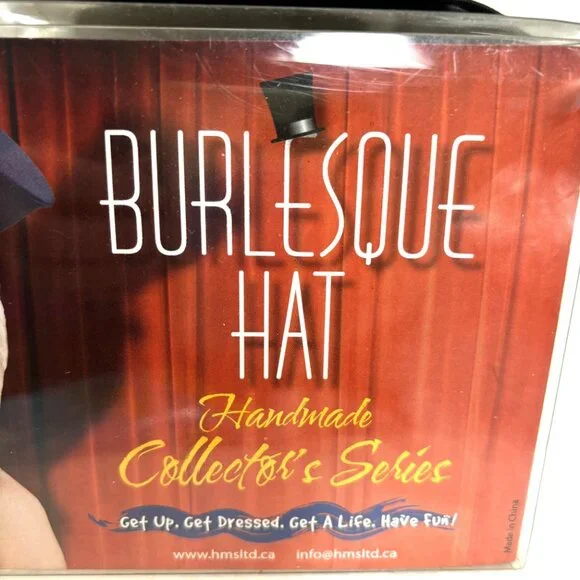 BURLESQUE
HAT
Handmade
Collector's Series
Get Up. Get Dressed. Get A Life. Have Fun!
www.hmsltd.ca info@hmsltd.ca
Made in China